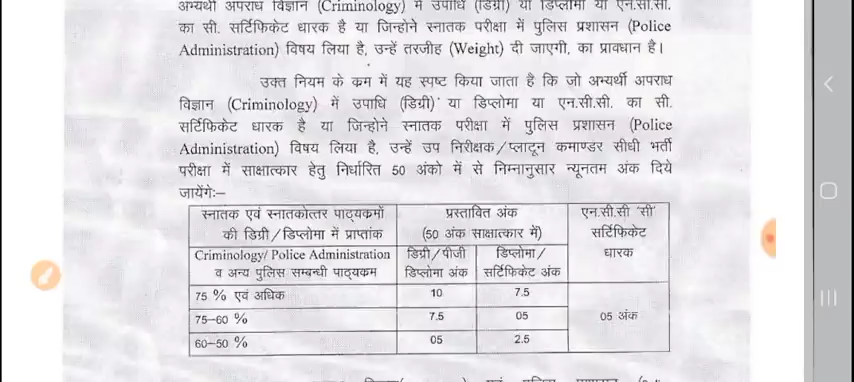 अभ्यर्थी अपराध विज्ञान (Criminology) में उपाधि (डिग्री) या डिप्लोमा या एन.सी.सी.
का सी. सर्टिफिकेट धारक है या जिन्होने स्नातक परीक्षा में पुलिस प्रशासन (Police
Administration) विषय लिया है, उन्हें तरजीह (Weight) दी जाएगी, का प्रावधान है।
उक्त नियम के क्रम में यह स्पष्ट किया जाता है कि जो अभ्यर्थी अपराध
विज्ञान (Criminology) में उपाधि (डिग्री) या डिप्लोमा या एन.सी.सी. का सी.
सर्टिफिकेट धारक है या जिन्होने स्नातक परीक्षा में पुलिस प्रशासन (Police
Administration) विषय लिया है, उन्हें उप निरीक्षक/प्लाटून कमाण्डर सीधी भर्ती
परीक्षा में साक्षात्कार हेतु निर्धारित 50 अंको में से निम्नानुसार न्यूनतम अंक दिये
जायेंगे:–
स्नातक एवं स्नातकोत्तर पाठ्यक्रमों प्रस्तावित अंक एन.सी.सी 'सी'
की डिग्री/डिप्लोमा में प्राप्तांक (50 अंक साक्षात्कार में) सर्टिफिकेट
Criminology/ Police Administration डिग्री/पीजी डिप्लोमा/ धारक
व अन्य पुलिस सम्बन्धी पाठ्यक्रम डिप्लोमा अंक सर्टिफिकेट अंक
75 % एवं अधिक 10 7.5
75–60 % 7.5 05 05 अंक
60–50 % 05 2.5